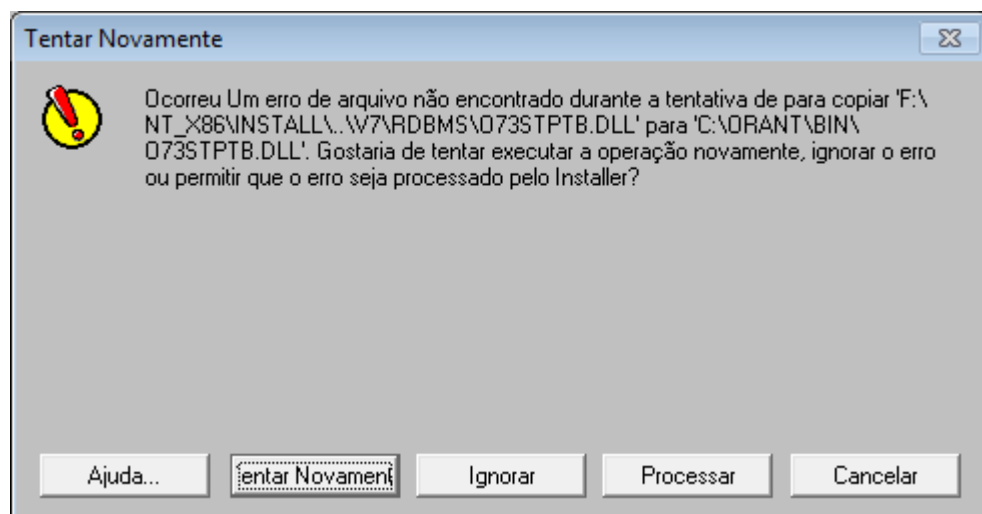 Tentar Novamente
Ocorreu Um erro de arquivo não encontrado durante a tentativa de para copiar 'F:\
NT_X86\INSTALL\..\V7\RDBMS\O73STPTB.DLL' para 'C:\ORANT\BIN\
O73STPTB.DLL'. Gostaria de tentar executar a operação novamente, ignorar o erro
ou permitir que o erro seja processado pelo Installer?
Ajuda... Tentar Novament Ignorar Processar Cancelar